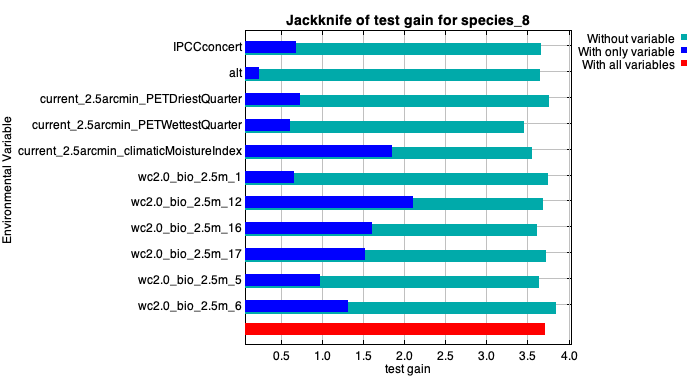 Jackknife of test gain for species_8
Without variable
With only variable
With all variables
Environmental Variable
IPCCconcert
alt
current_2.5arcmin_PETDriestQuarter
current_2.5arcmin_PETWettestQuarter
current_2.5arcmin_climaticMoistureIndex
wc2.0_bio_2.5m_1
wc2.0_bio_2.5m_12
wc2.0_bio_2.5m_16
wc2.0_bio_2.5m_17
wc2.0_bio_2.5m_5
wc2.0_bio_2.5m_6
0.5 1.0 1.5 2.0 2.5 3.0 3.5 4.0
test gain